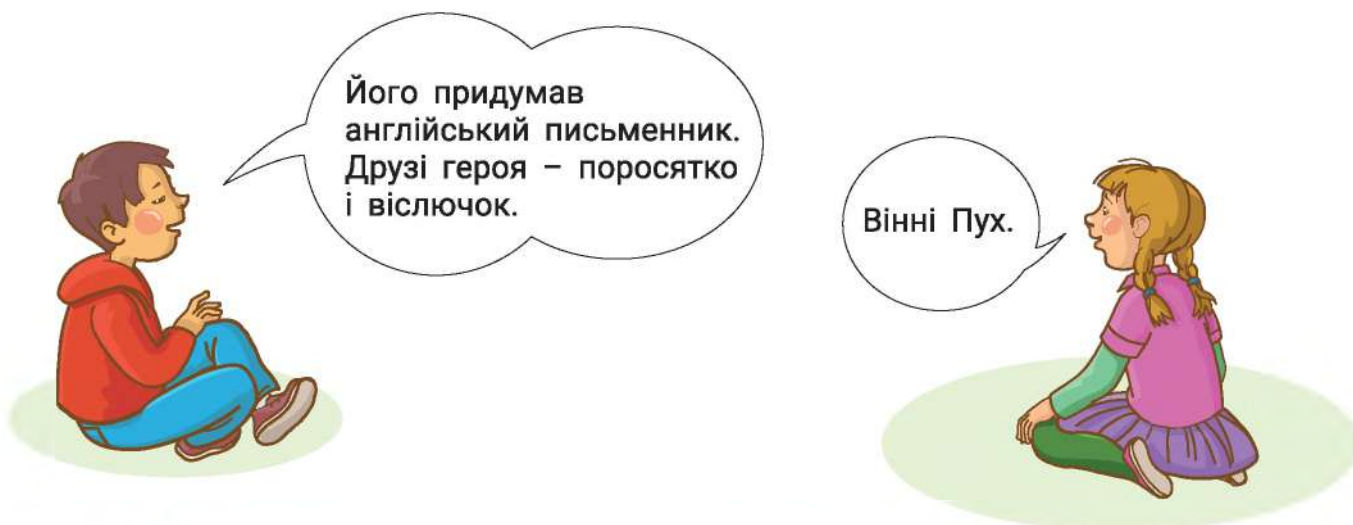 Його придумав
англійський письменник.
Друзі героя – поросятко
і віслючок.
Вінні Пух.